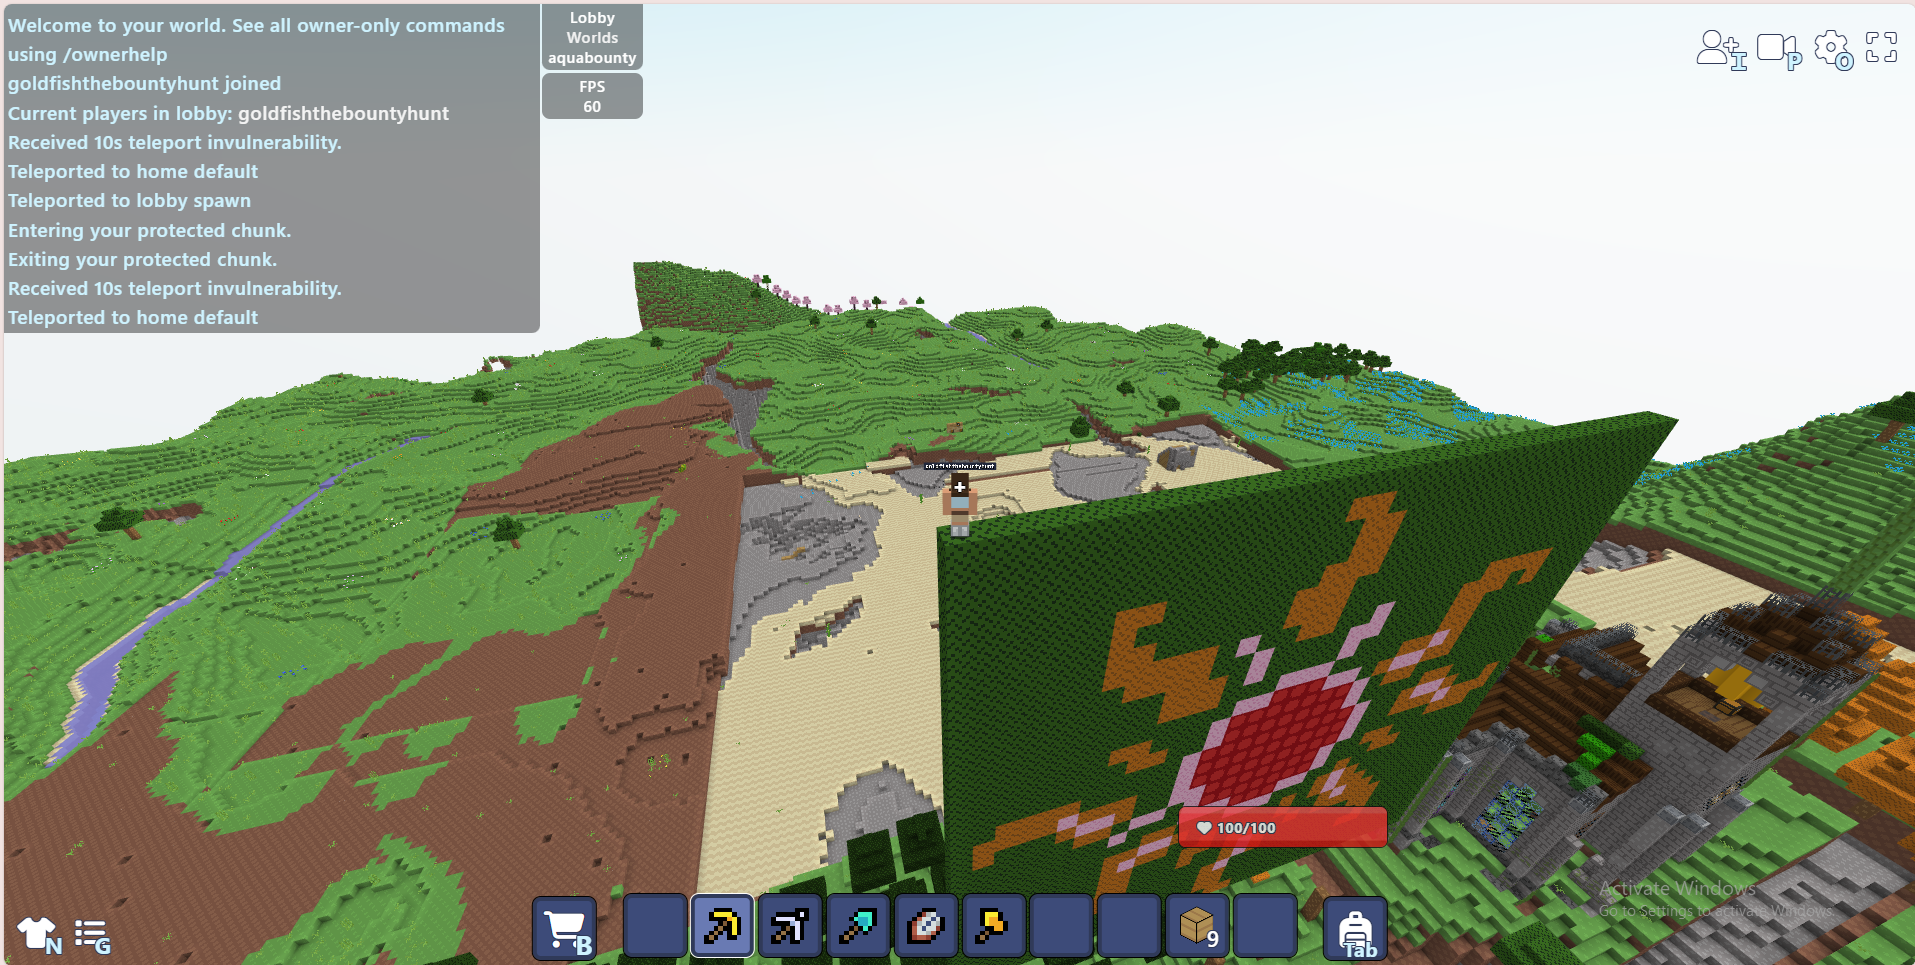 Welcome to your world. See all owner-only commands
using /ownerhelp
goldfishthebountyhunt joined
Current players in lobby: goldfishthebountyhunt
Received 10s teleport invulnerability.
Teleported to home default
Teleported to lobby spawn
Entering your protected chunk.
Exiting your protected chunk.
Received 10s teleport invulnerability.
Teleported to home default
Lobby
Worlds
aquabounty
FPS
60
I
P
O
goldfishthebountyhunt
100/100
Activate Windows
Go to Settings to activate Windows.
N
G
B
9
Tab